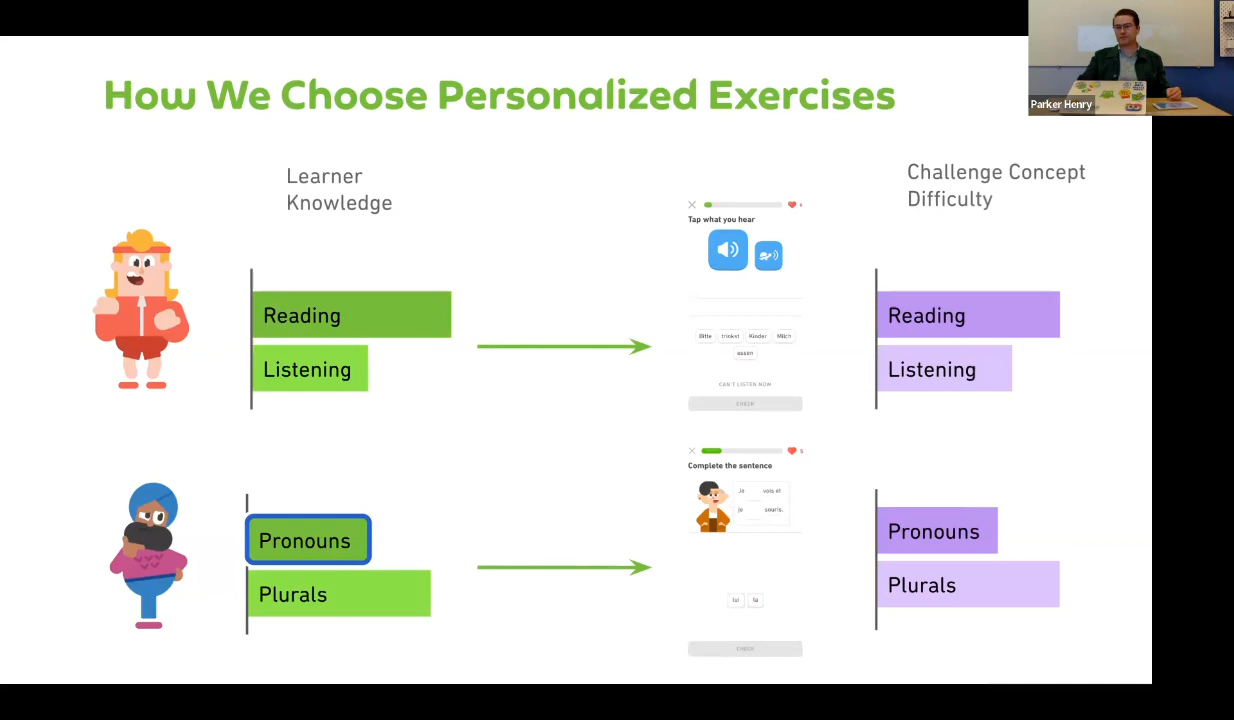 How We Choose Personalized Exercises
Parker Henry
Learner
Knowledge
Challenge Concept
Difficulty
Reading
Listening
Tap what you hear
Bitte trinkst Kinder Milch
essen
CAN'T LISTEN NOW
CHECK
Reading
Listening
Pronouns
Plurals
Complete the sentence
Je vois et
je souris.
lui la
CHECK
Pronouns
Plurals